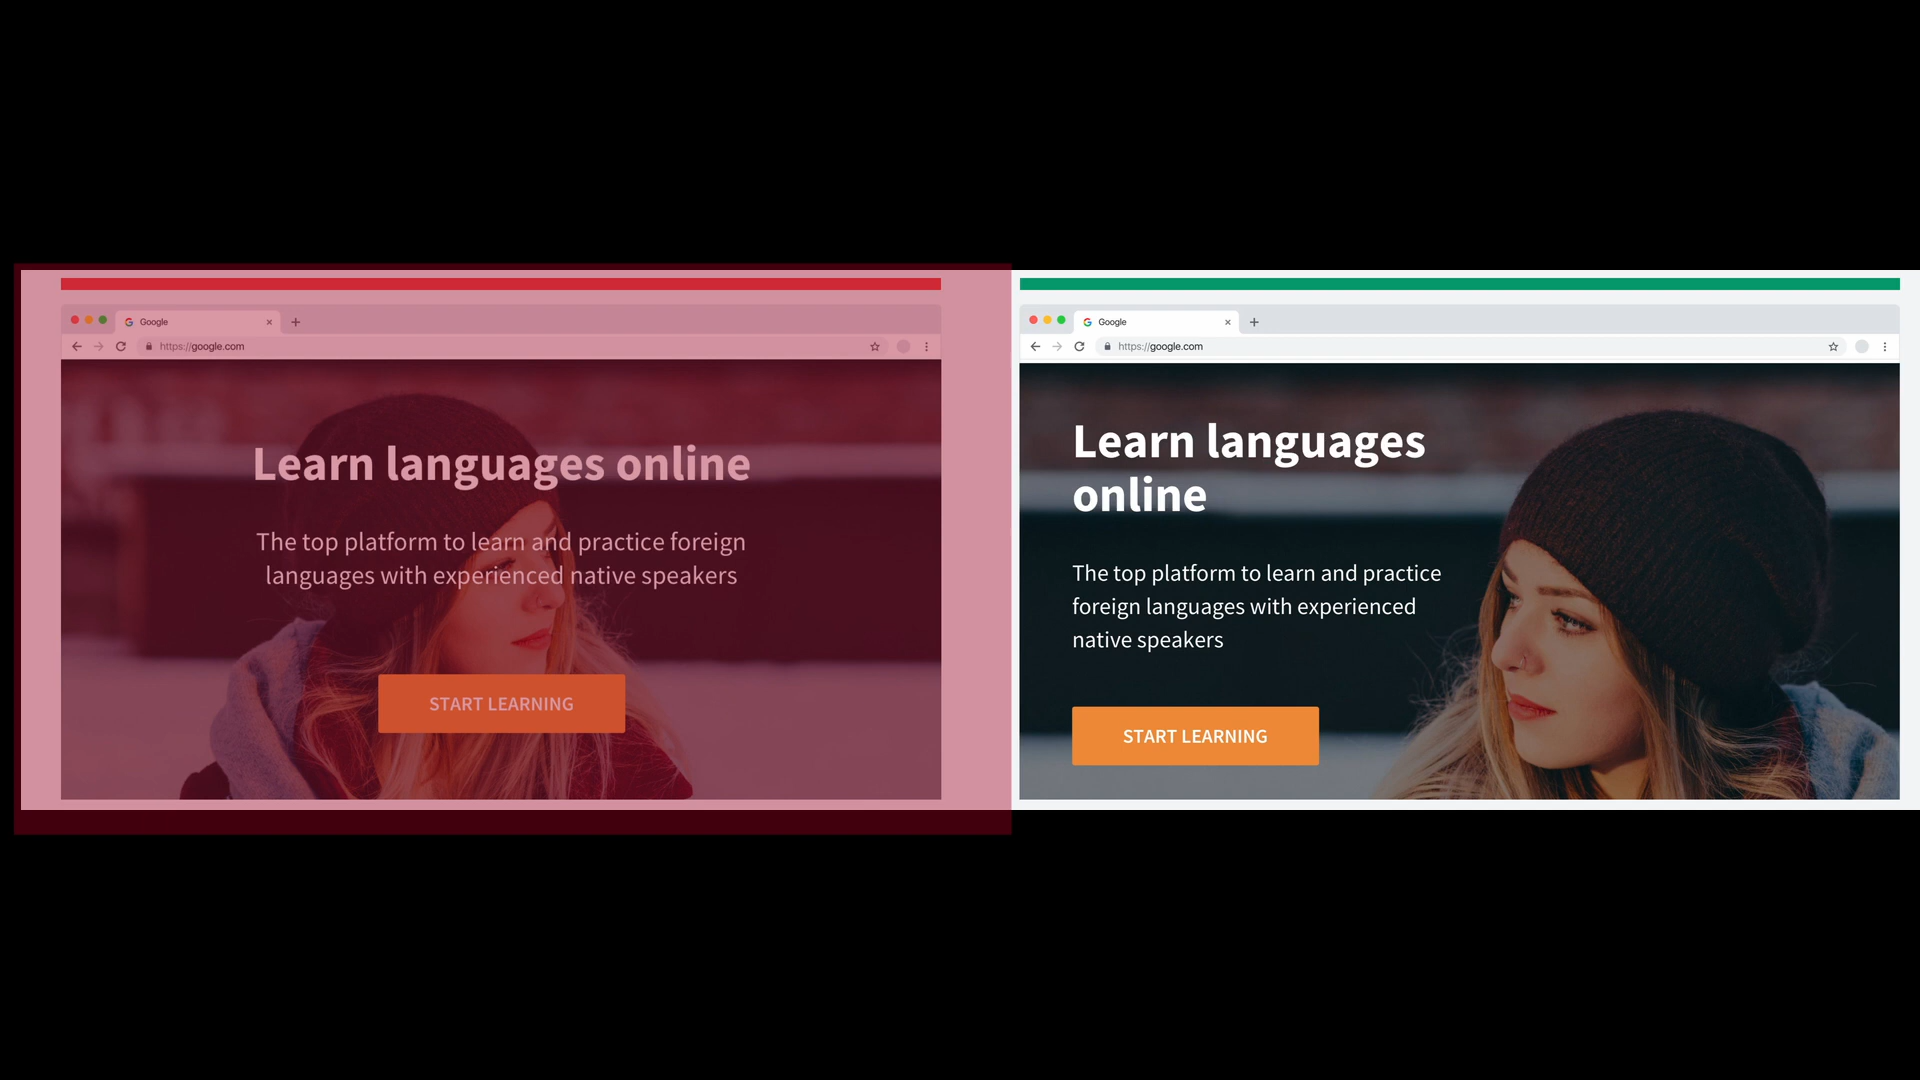 Google
https://google.com
Learn languages online
The top platform to learn and practice foreign
languages with experienced native speakers
START LEARNING
Google
https://google.com
Learn languages
online
The top platform to learn and practice
foreign languages with experienced
native speakers
START LEARNING